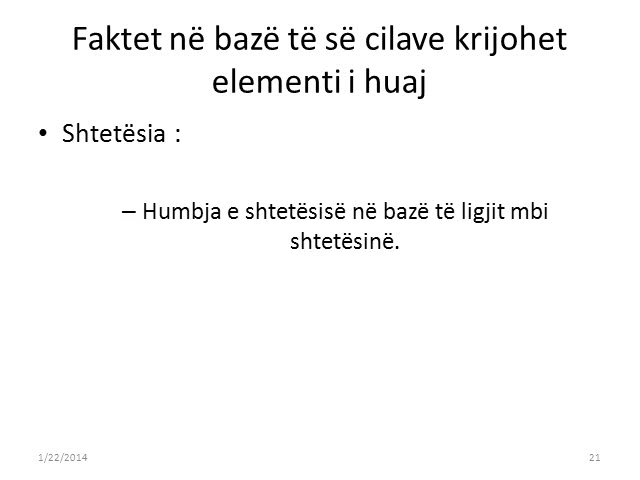 Faktet në bazë të së cilave krijohet
elementi i huaj
• Shtetësia :
– Humbja e shtetësisë në bazë të ligjit mbi
shtetësinë.
1/22/2014
21